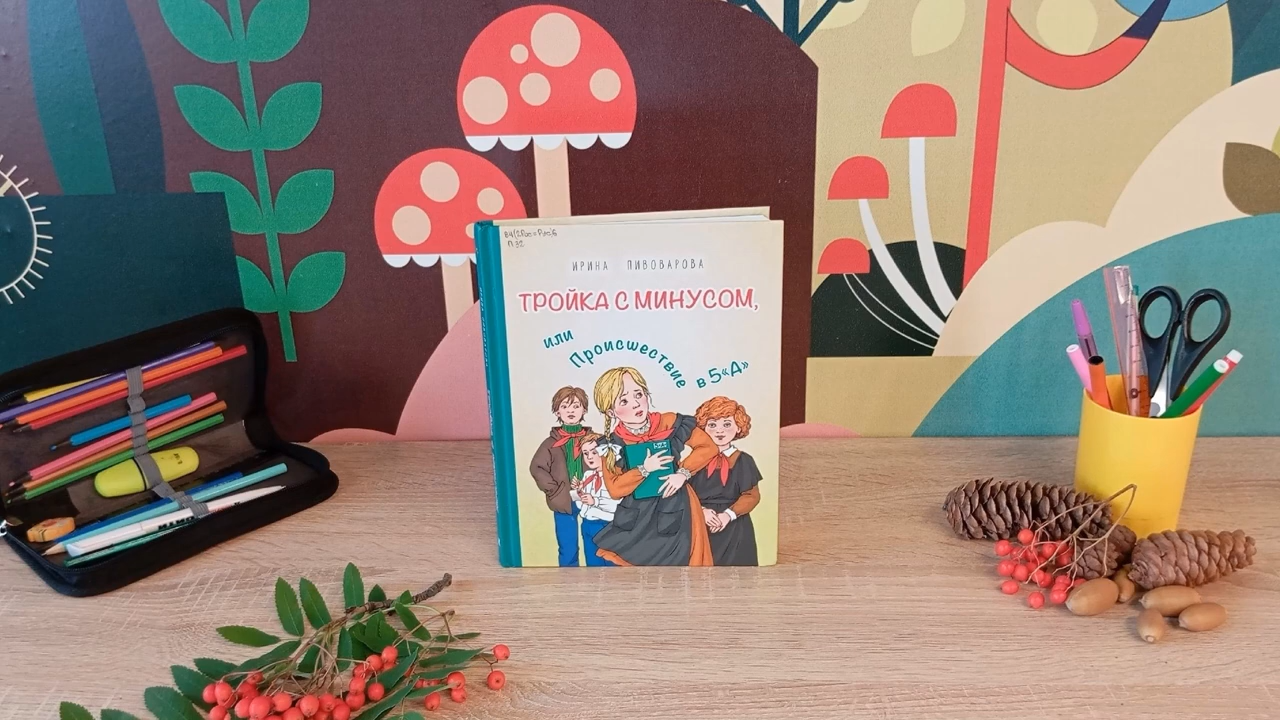 ИРИНА ПИВОВАРОВА
ТРОЙКА С МИНУСОМ,
или
Происшествие
в 5«А»